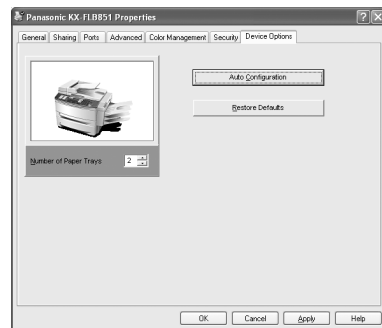 Panasonic KX-FLB851 Properties
General Sharing Ports Advanced Color Management Security Device Options
Auto Configuration
Restore Defaults
Number of Paper Trays 2
OK Cancel Apply Help